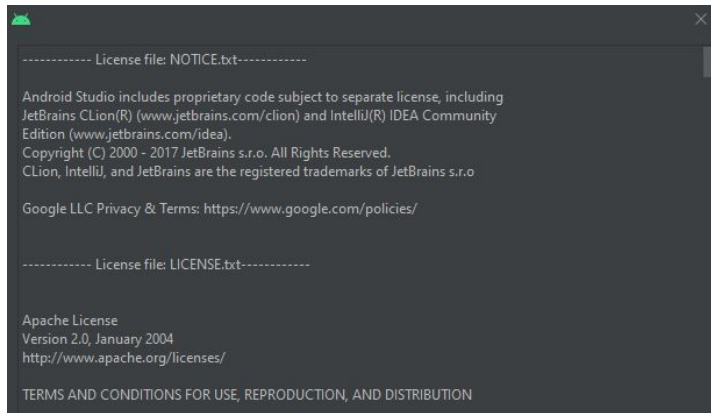 ------------ License file: NOTICE.txt------------
Android Studio includes proprietary code subject to separate license, including
JetBrains CLion(R) (www.jetbrains.com/clion) and IntelliJ(R) IDEA Community
Edition (www.jetbrains.com/idea).
Copyright (C) 2000 - 2017 JetBrains s.r.o. All Rights Reserved.
CLion, IntelliJ, and JetBrains are the registered trademarks of JetBrains s.r.o
Google LLC Privacy & Terms: https://www.google.com/policies/
------------ License file: LICENSE.txt------------
Apache License
Version 2.0, January 2004
http://www.apache.org/licenses/
TERMS AND CONDITIONS FOR USE, REPRODUCTION, AND DISTRIBUTION